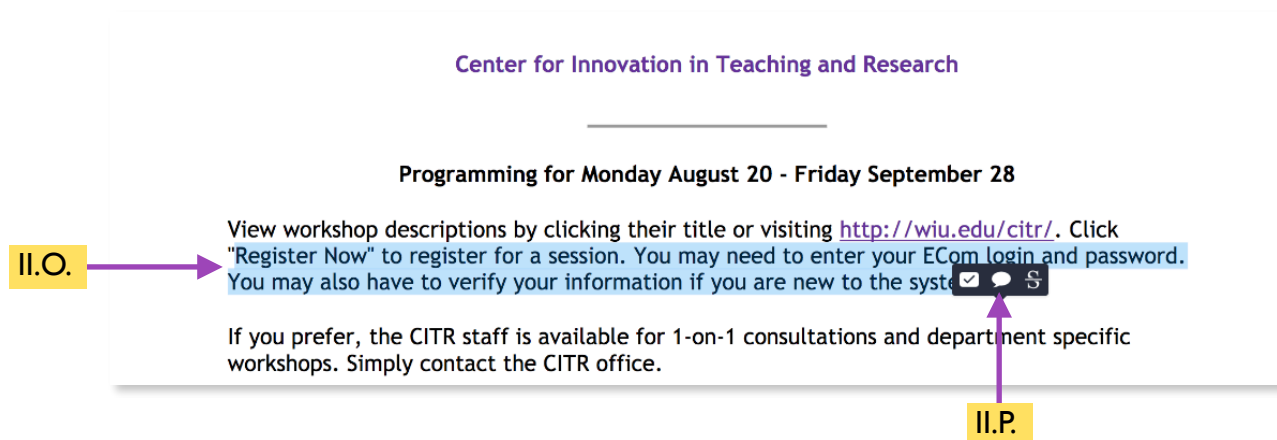 Center for Innovation in Teaching and Research
Programming for Monday August 20 - Friday September 28
View workshop descriptions by clicking their title or visiting http://wiu.edu/citr/. Click
II.O.
"Register Now" to register for a session. You may need to enter your ECom login and password.
You may also have to verify your information if you are new to the syste
If you prefer, the CITR staff is available for 1-on-1 consultations and department specific
workshops. Simply contact the CITR office.
II.P.